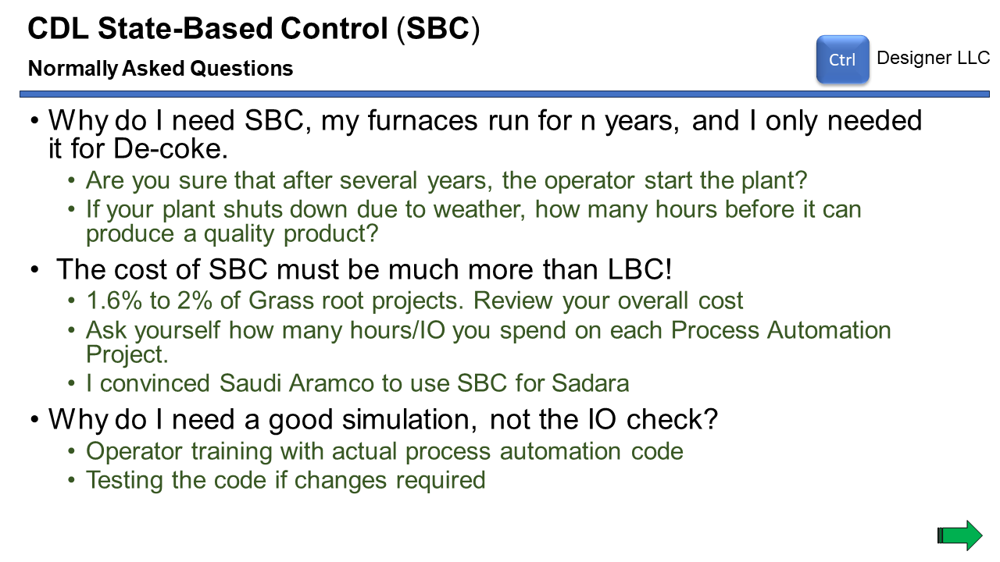 CDL State-Based Control (SBC)
Normally Asked Questions
Ctrl
Designer LLC
• Why do I need SBC, my furnaces run for n years, and I only needed
it for De-coke.
• Are you sure that after several years, the operator start the plant?
• If your plant shuts down due to weather, how many hours before it can
produce a quality product?
• The cost of SBC must be much more than LBC!
• 1.6% to 2% of Grass root projects. Review your overall cost
• Ask yourself how many hours/IO you spend on each Process Automation
Project.
• I convinced Saudi Aramco to use SBC for Sadara
• Why do I need a good simulation, not the IO check?
• Operator training with actual process automation code
• Testing the code if changes required